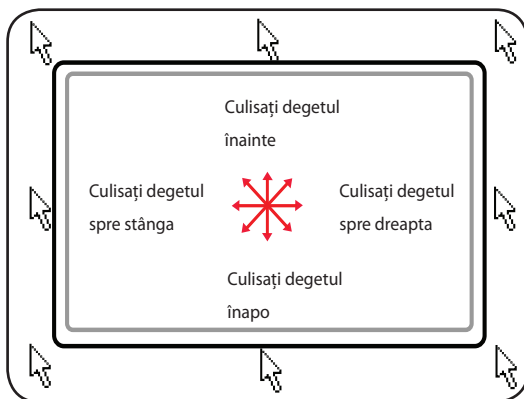 Culisați degetul
înainte
Culisați degetul
spre stânga
Culisați degetul
spre dreapta
Culisați degetul
înapo